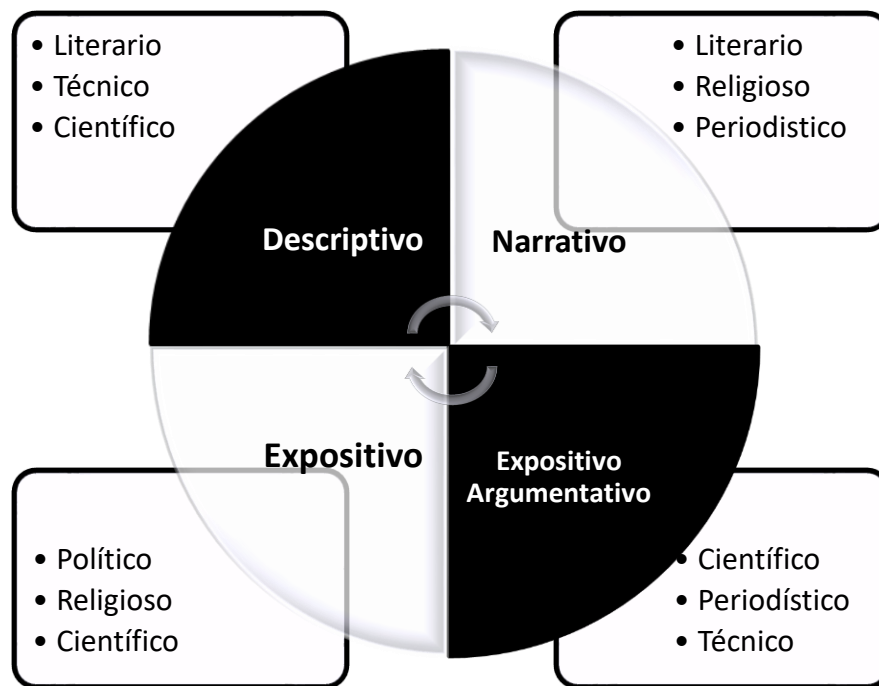 • Literario
• Técnico
• Científico
• Literario
• Religioso
• Periodistico
Descriptivo
Narrativo
Expositivo
Expositivo
Argumentativo
• Político
• Religioso
• Científico
• Científico
• Periodístico
• Técnico